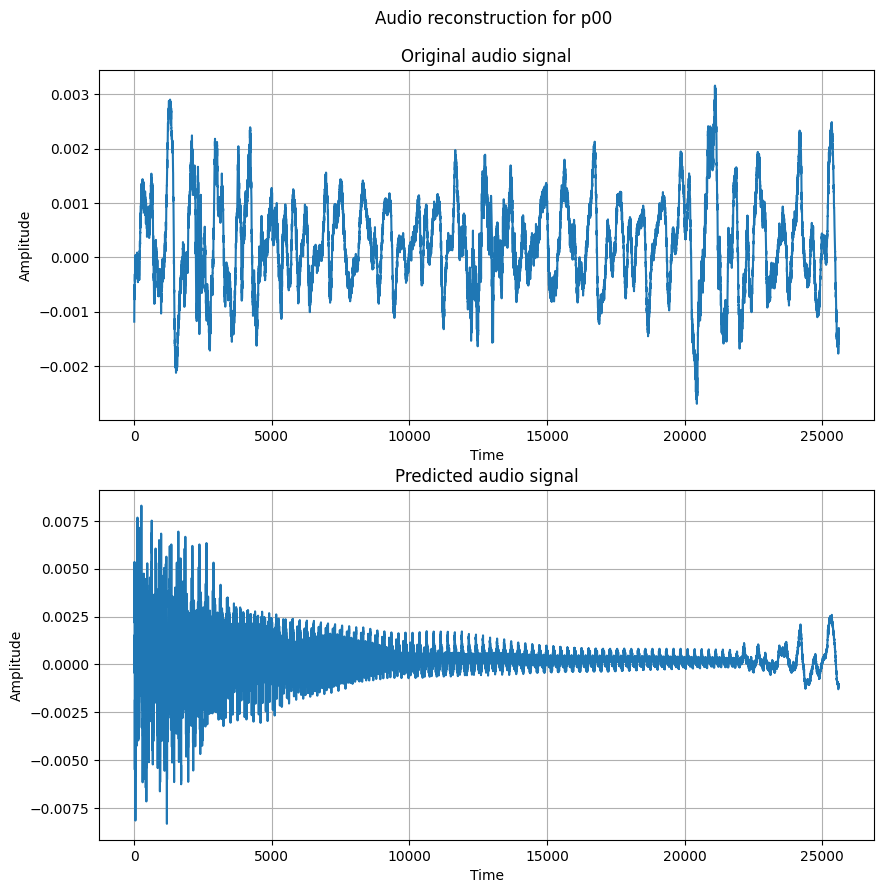 Audio reconstruction for p00
Original audio signal
0.003
0.002
0.001
0.000
−0.001
−0.002
Amplitude
0 5000 10000 15000 20000 25000
Time
Predicted audio signal
0.0075
0.0050
0.0025
0.0000
−0.0025
−0.0050
−0.0075
Amplitude
0 5000 10000 15000 20000 25000
Time